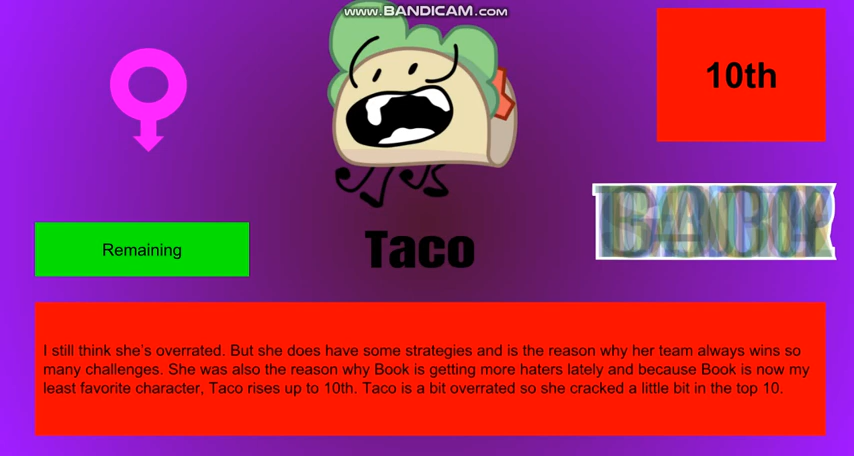 www.BANDICAM.com
10th
Remaining
Taco
I still think she's overrated. But she does have some strategies and is the reason why her team always wins so
many challenges. She was also the reason why Book is getting more haters lately and because Book is now my
least favorite character, Taco rises up to 10th. Taco is a bit overrated so she cracked a little bit in the top 10.